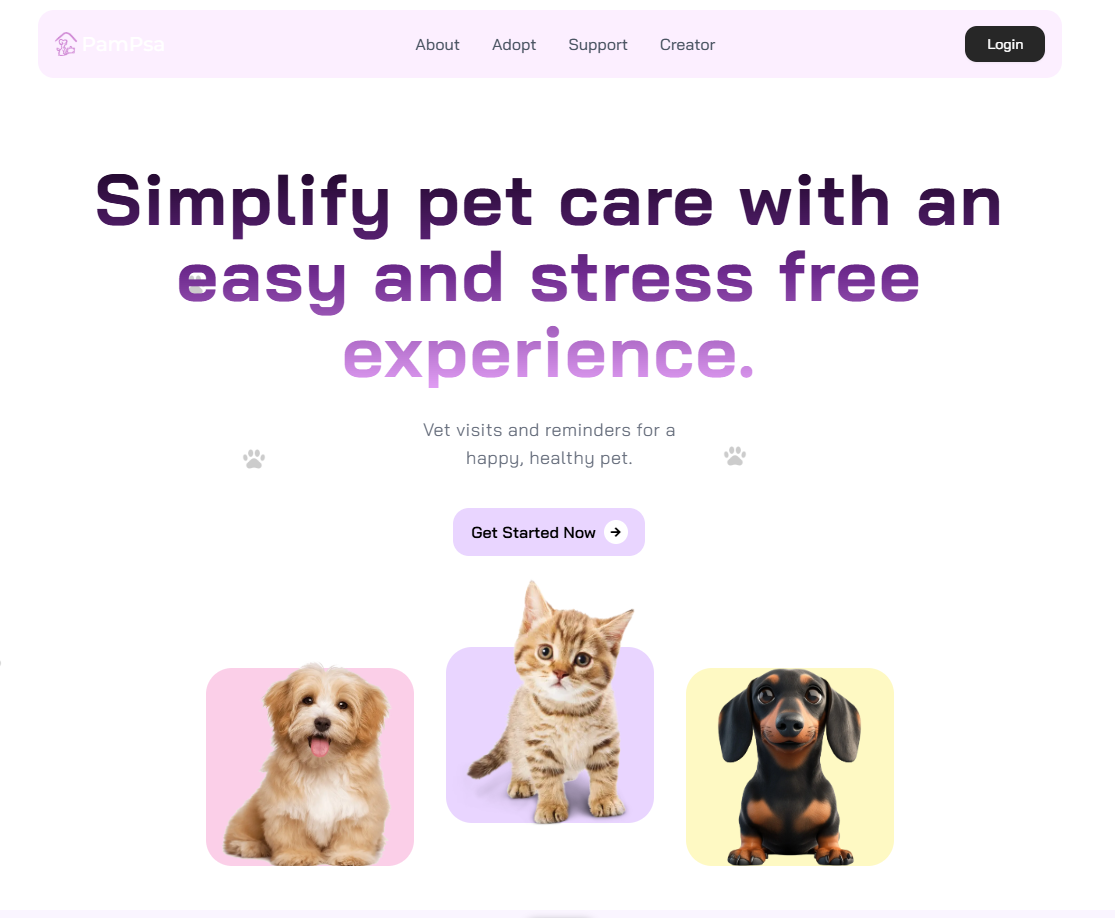 PamPsa
About
Adopt
Support
Creator
Login
Simplify pet care with an
easy and stress free
experience.
Vet visits and reminders for a
happy, healthy pet.
Get Started Now